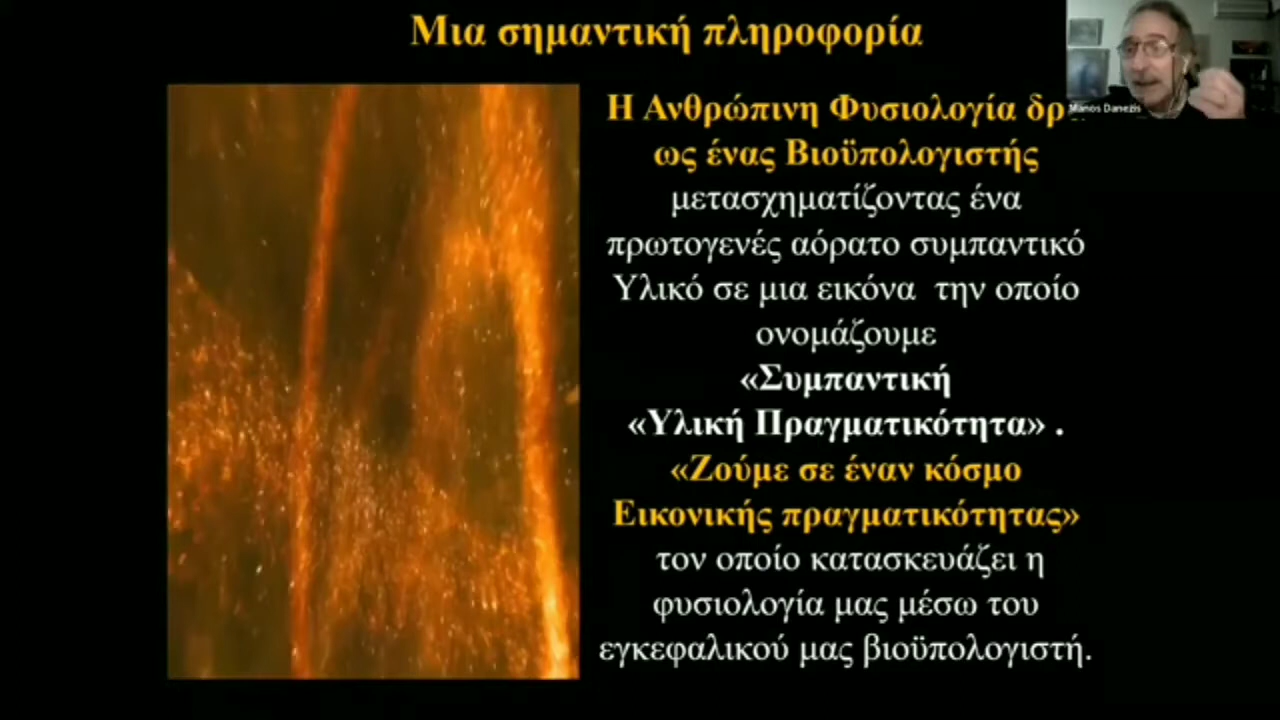 Μια σημαντική πληροφορία
Manos Danezis
Η Ανθρώπινη Φυσιολογία
ως ένας Βιοϋπολογιστής
μετασχηματίζοντας ένα
πρωτογενές αόρατο συμπαντικό
Υλικό σε μια εικόνα την οποίο
ονομάζουμε
«Συμπαντική
«Υλική Πραγματικότητα» .
«Ζούμε σε έναν κόσμο
Εικονικής πραγματικότητας»
τον οποίο κατασκευάζει η
φυσιολογία μας μέσω του
εγκεφαλικού μας βιοϋπολογιστή.